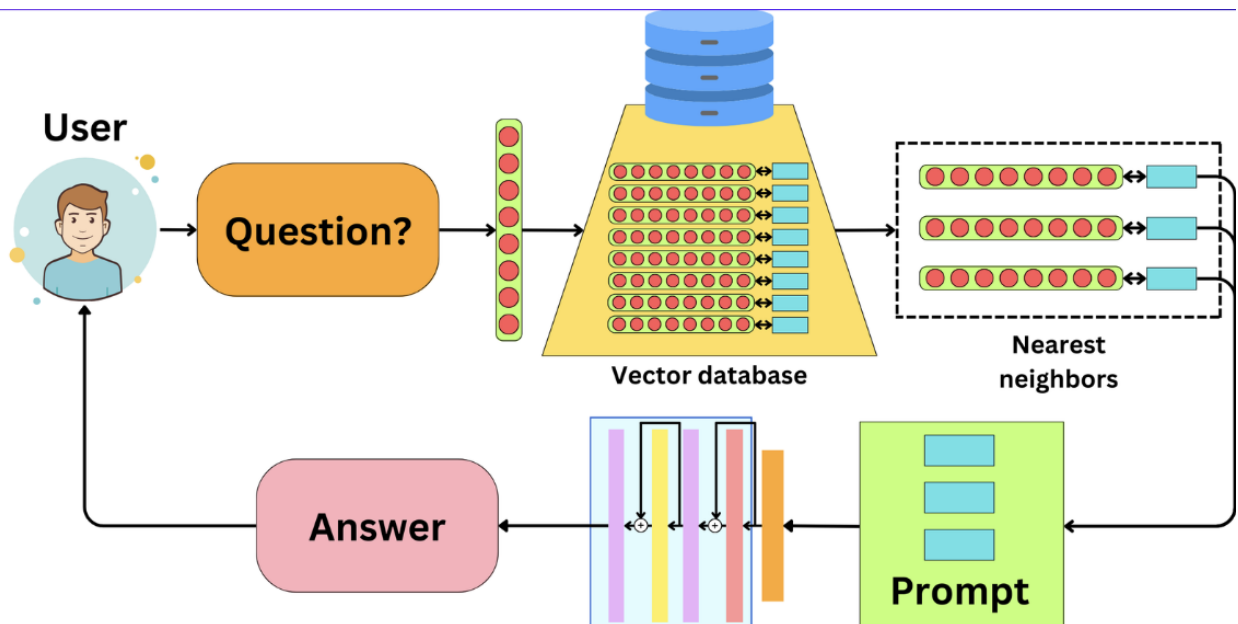 User
Question?
Vector database
Nearest
neighbors
Answer
Prompt